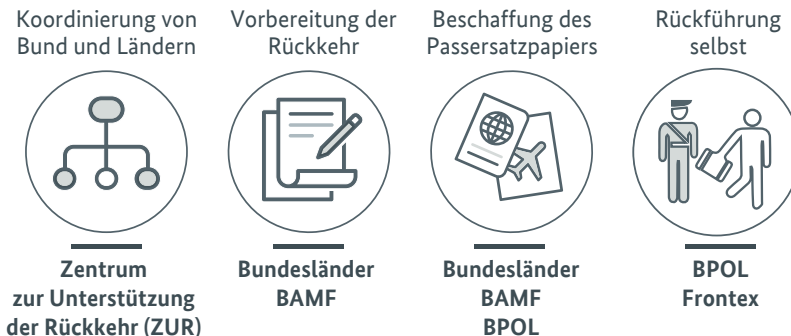 Koordinierung von
Bund und Ländern
Zentrum
zur Unterstützung
der Rückkehr (ZUR)
Vorbereitung der
Rückkehr
Bundesländer
BAMF
Beschaffung des
Passersatzpapiers
Bundesländer
BAMF
BPOL
Rückführung
selbst
BPOL
Frontex